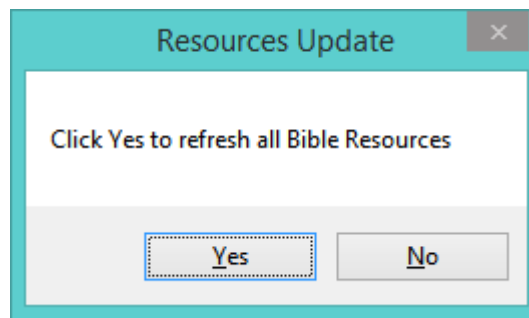 Resources Update
Click Yes to refresh all Bible Resources
Yes No